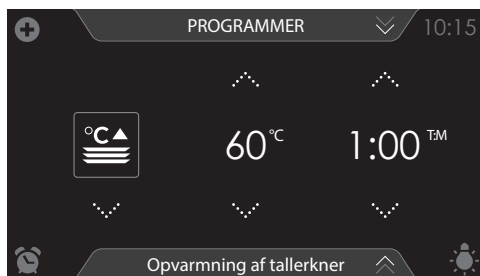 PROGRAMMER
10:15
°C
60 °C
1:00 T:M
Opvarmning af tallerkner